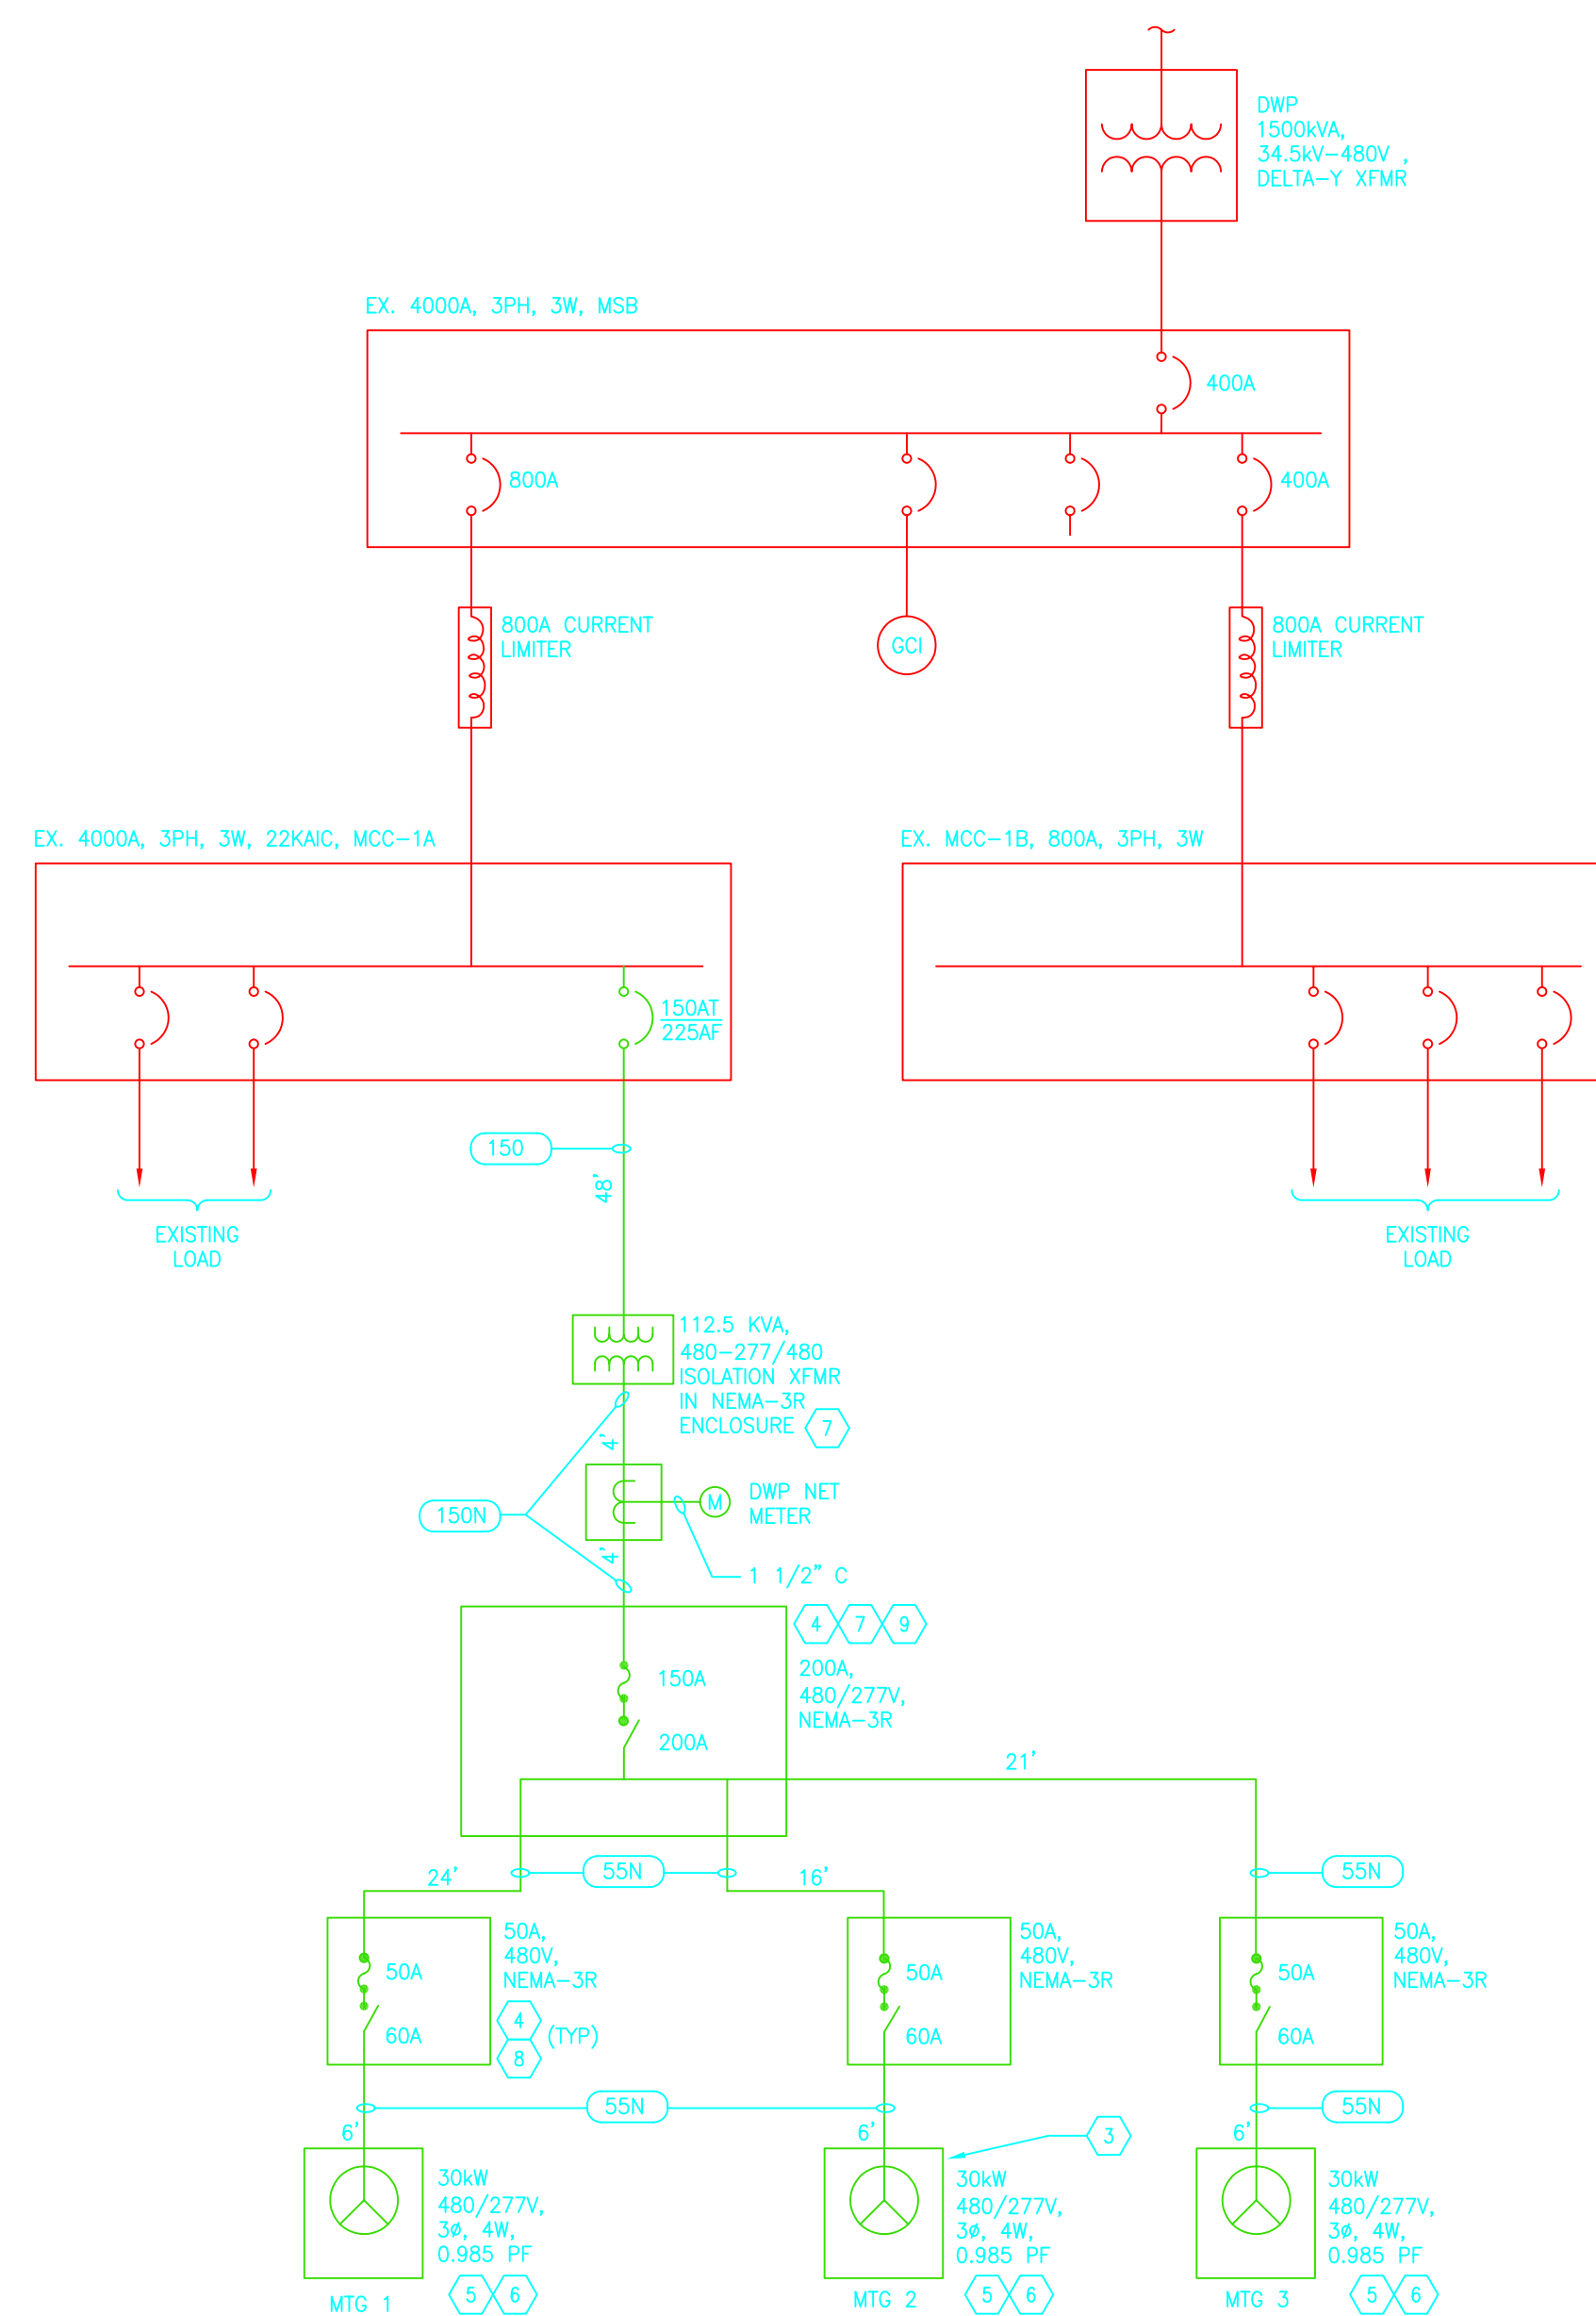 DWP
1500kVA,
34.5kV-480V ,
DELTA-Y XFMR
EX. 4000A, 3PH, 3W, MSB
400A
800A
400A
800A CURRENT
LIMITER
GCI
800A CURRENT
LIMITER
EX. 4000A, 3PH, 3W, 22KAIC, MCC-1A
EX. MCC-1B, 800A, 3PH, 3W
150AT
225AF
150
48'
EXISTING
LOAD
EXISTING
LOAD
112.5 KVA,
480-277/480
ISOLATION XFMR
IN NEMA-3R
ENCLOSURE
7
4'
150N
M
DWP NET
METER
4'
1 1/2" C
4
7
9
150A
200A,
480/277V,
NEMA-3R
200A
21'
24'
55N
16'
55N
50A
50A,
480V,
NEMA-3R
50A
50A,
480V,
NEMA-3R
50A
50A,
480V,
NEMA-3R
60A
4
8
(TYP)
60A
60A
55N
55N
6'
6'
3
6'
30kW
480/277V,
3ø, 4W,
0.985 PF
30kW
480/277V,
3ø, 4W,
0.985 PF
30kW
480/277V,
3ø, 4W,
0.985 PF
MTG 1
5
6
MTG 2
5
6
MTG 3
5
6